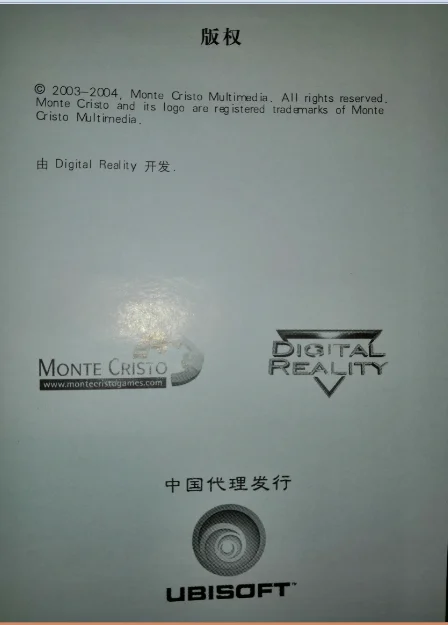 版权
© 2003-2004, Monte Cristo Multimedia. All rights reserved.
Monte Cristo and its logo are registered trademarks of Monte
Cristo Multimedia.
由 Digital Reality 开发.
MONTE CRISTO
www.montecristogames.com
DIGITAL
REALITY
中国代理发行
UBISOFT™